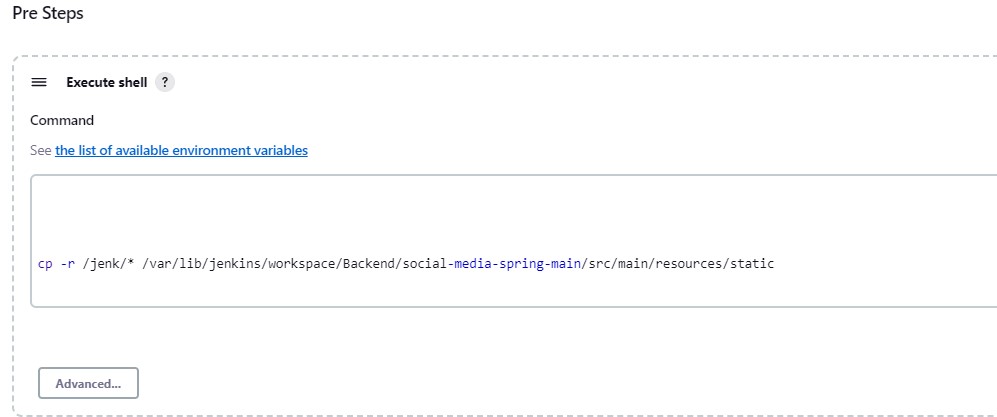 Pre Steps
Execute shell ?
Command
See the list of available environment variables
cp -r /jenk/* /var/lib/jenkins/workspace/Backend/social-media-spring-main/src/main/resources/static
Advanced...